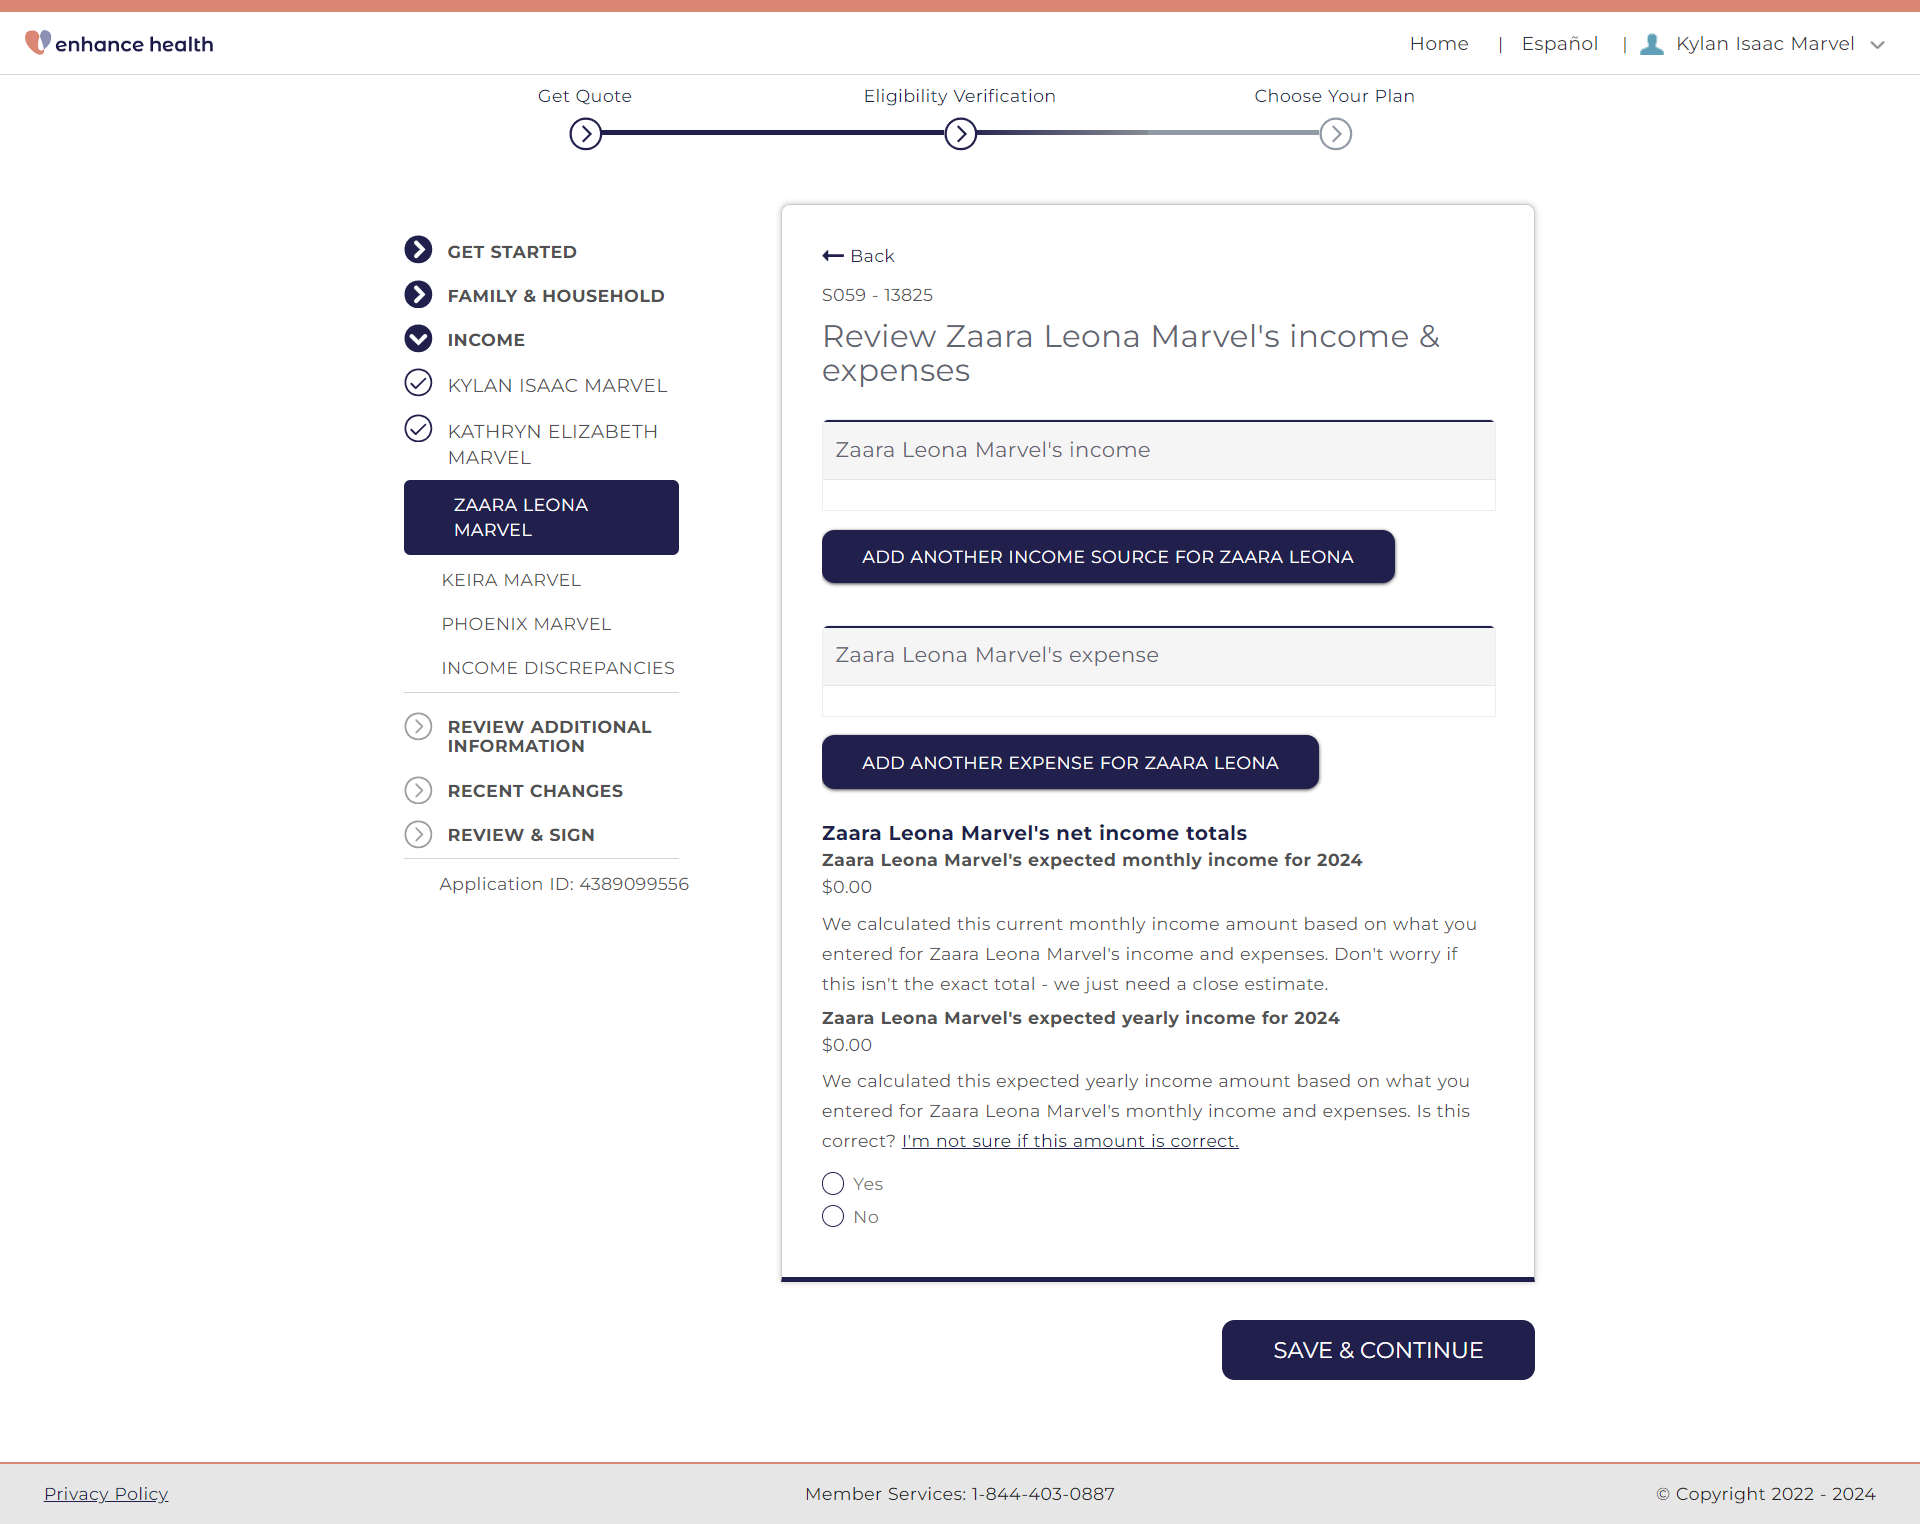 enhance health
Home | Español | Kylan Isaac Marvel
Get Quote
Eligibility Verification
Choose Your Plan
GET STARTED
FAMILY & HOUSEHOLD
INCOME
KYLAN ISAAC MARVEL
KATHRYN ELIZABETH
MARVEL
ZAARA LEONA
MARVEL
KEIRA MARVEL
PHOENIX MARVEL
INCOME DISCREPANCIES
REVIEW ADDITIONAL
INFORMATION
RECENT CHANGES
REVIEW & SIGN
Application ID: 4389099556
Back
S059 - 13825
Review Zaara Leona Marvel's income &
expenses
Zaara Leona Marvel's income
ADD ANOTHER INCOME SOURCE FOR ZAARA LEONA
Zaara Leona Marvel's expense
ADD ANOTHER EXPENSE FOR ZAARA LEONA
Zaara Leona Marvel's net income totals
Zaara Leona Marvel's expected monthly income for 2024
$0.00
We calculated this current monthly income amount based on what you
entered for Zaara Leona Marvel's income and expenses. Don't worry if
this isn't the exact total - we just need a close estimate.
Zaara Leona Marvel's expected yearly income for 2024
$0.00
We calculated this expected yearly income amount based on what you
entered for Zaara Leona Marvel's monthly income and expenses. Is this
correct? I'm not sure if this amount is correct.
Yes
No
SAVE & CONTINUE
Privacy Policy
Member Services: 1-844-403-0887
© Copyright 2022 - 2024